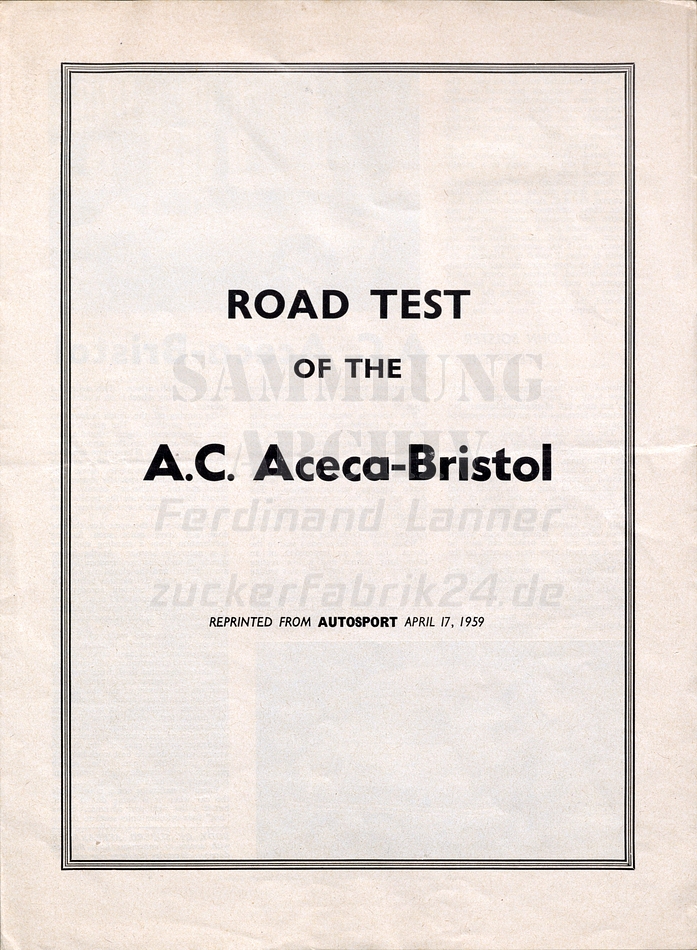 ROAD TEST
OF THE
SAMMLUNG
ARCHIV
A.C. Aceca-Bristol
Ferdinand Lanner
zuckerfabrik24.de
REPRINTED FROM AUTOSPORT APRIL 17, 1959